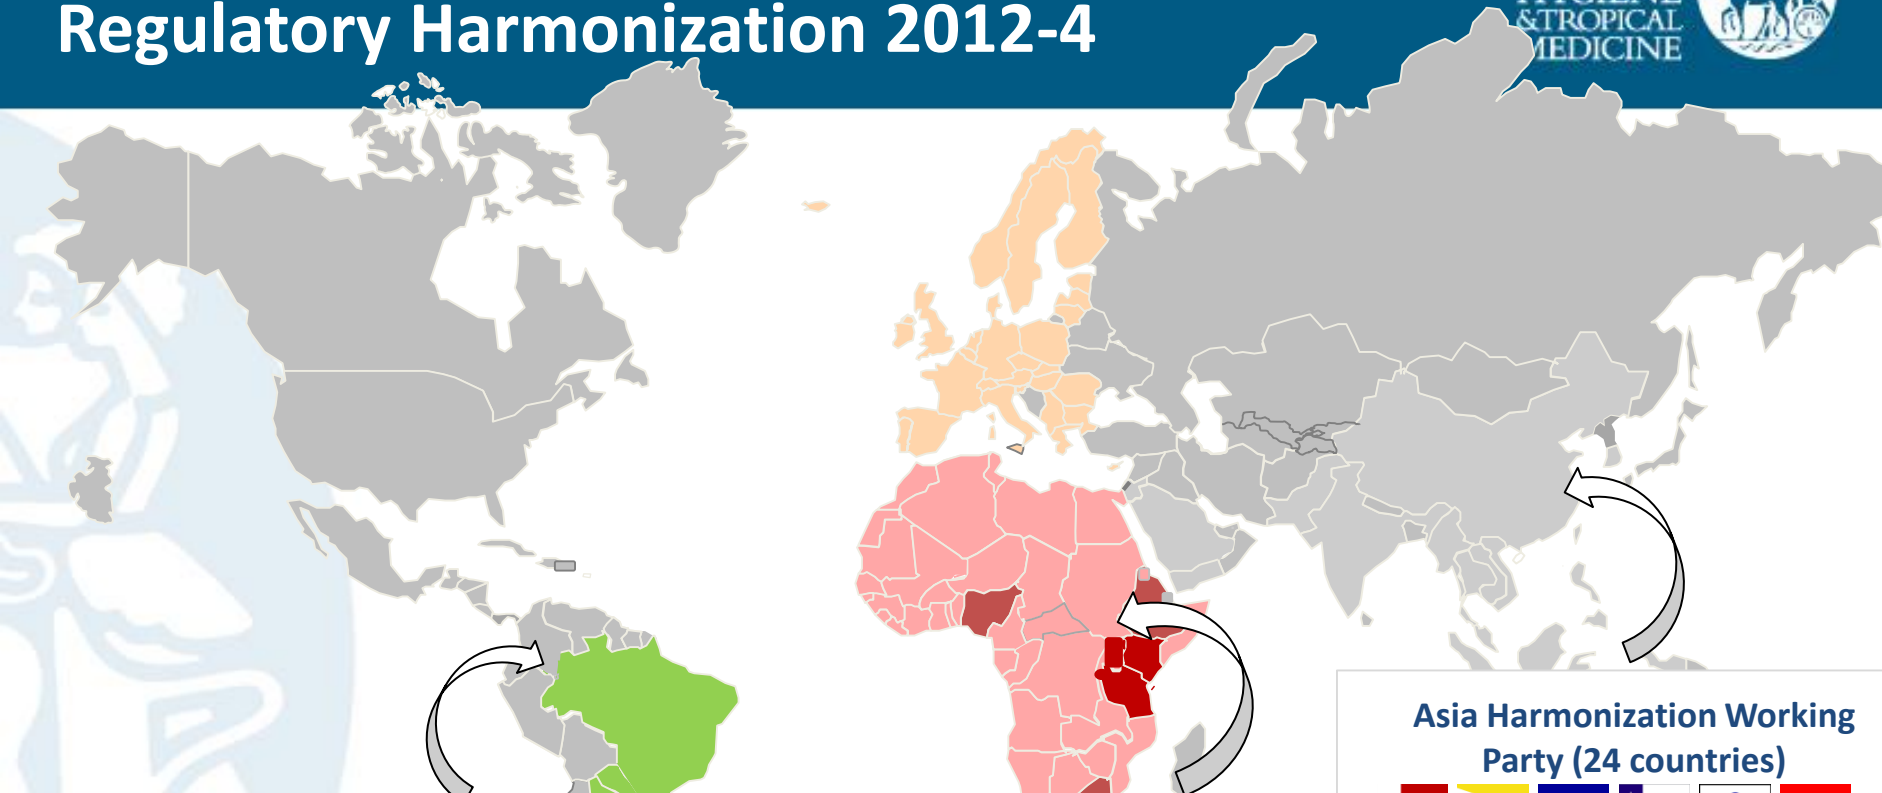 Regulatory Harmonization 2012-4
&TROPICAL
MEDICINE
Asia Harmonization Working
Party (24 countries)